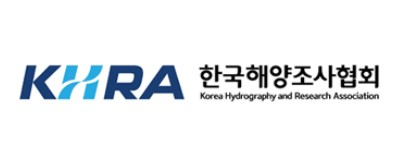 KHRA 한국해양조사협회
Korea Hydrography and Research Association